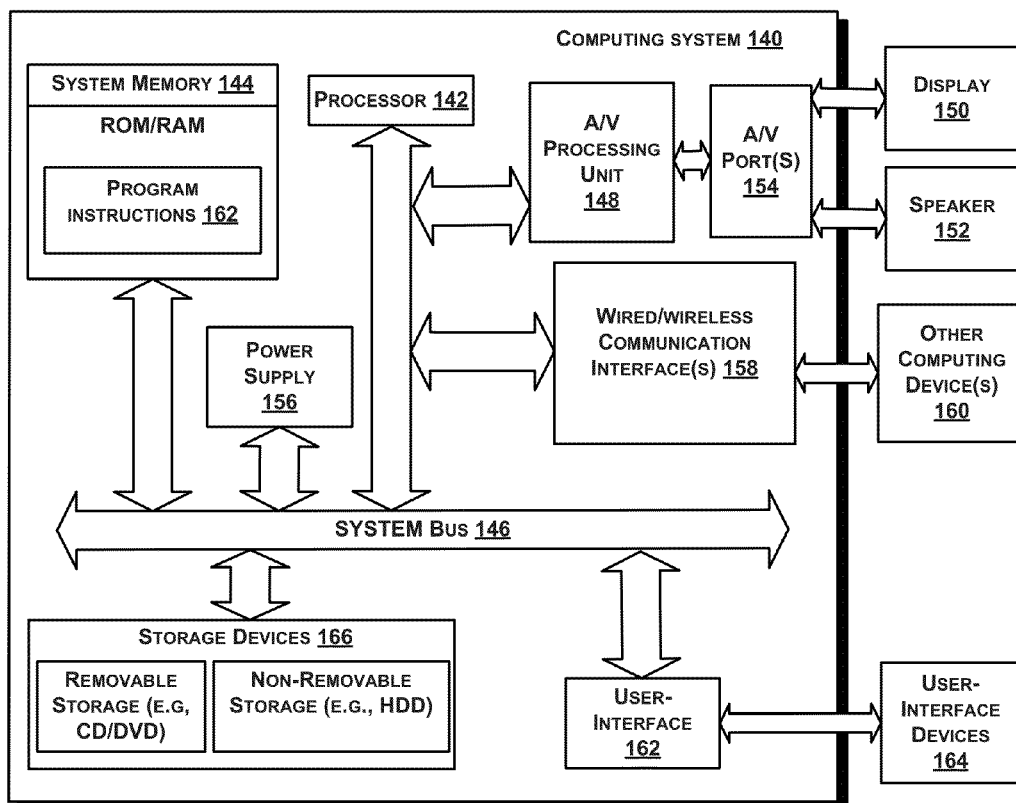 COMPUTING SYSTEM 140
SYSTEM MEMORY 144
ROM/RAM
PROGRAM
INSTRUCTIONS 162
PROCESSOR 142
A/V
PROCESSING
UNIT
148
A/V
PORT(S)
154
DISPLAY
150
SPEAKER
152
WIRED/WIRELESS
COMMUNICATION
INTERFACE(S) 158
OTHER
COMPUTING
DEVICE(S)
160
POWER
SUPPLY
156
SYSTEM BUS 146
STORAGE DEVICES 166
REMOVABLE
STORAGE (E.G,
CD/DVD)
NON-REMOVABLE
STORAGE (E.G., HDD)
USER-
INTERFACE
162
USER-
INTERFACE
DEVICES
164